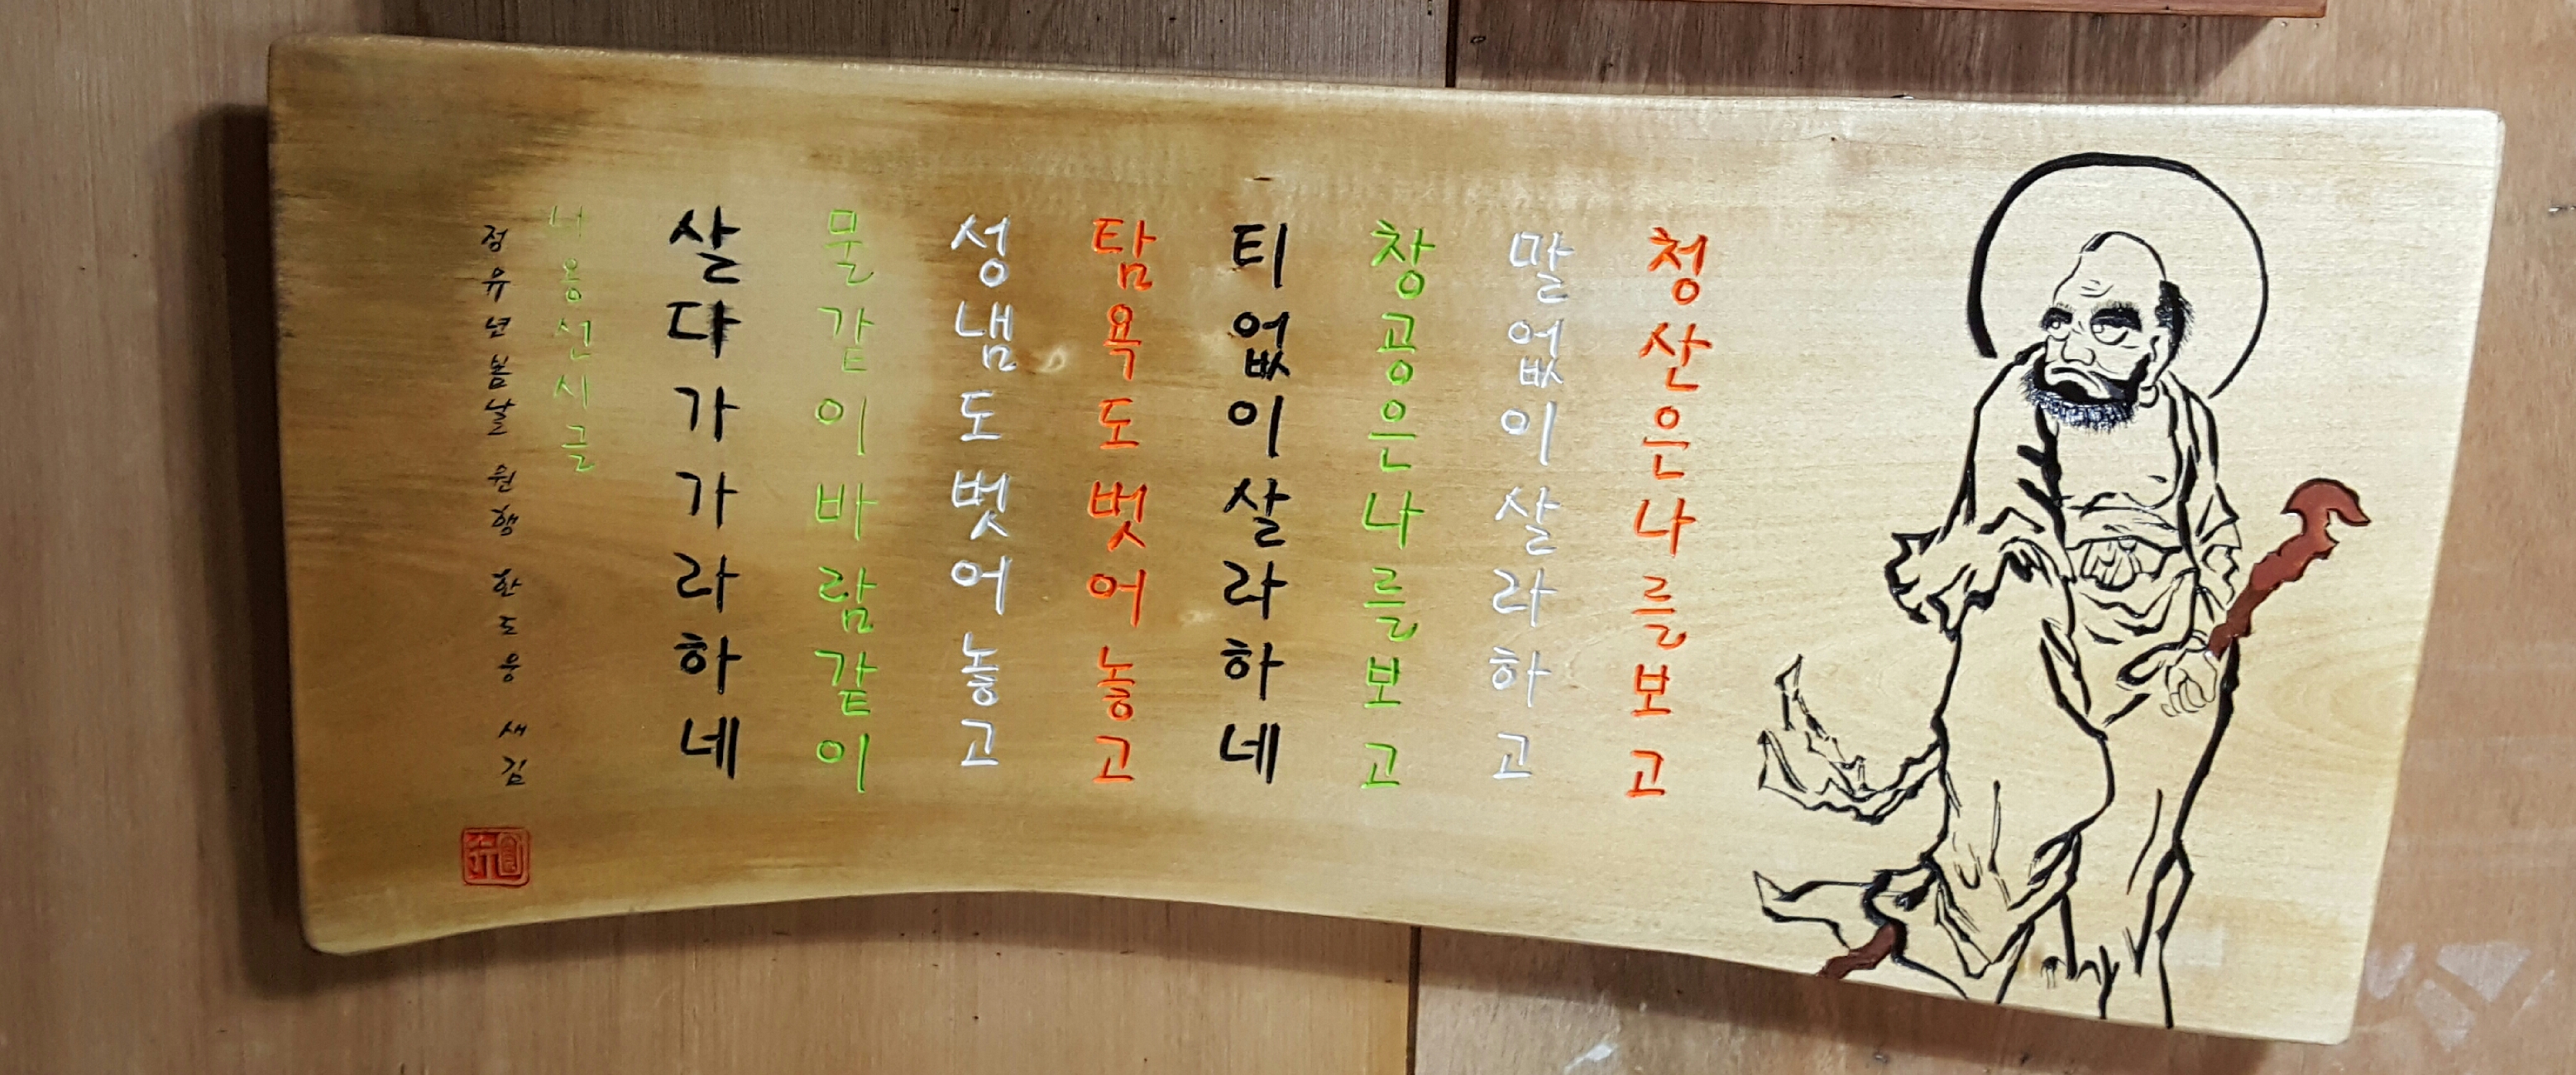 청산은나를보고
말없이살라하고
창공은나를보고
티없이살라하네
탐욕도벗어놓고
성냄도벗어놓고
물같이바람같이
살다가가라하네
나옹선시글
정유년봄날 원행 한도웅 새김